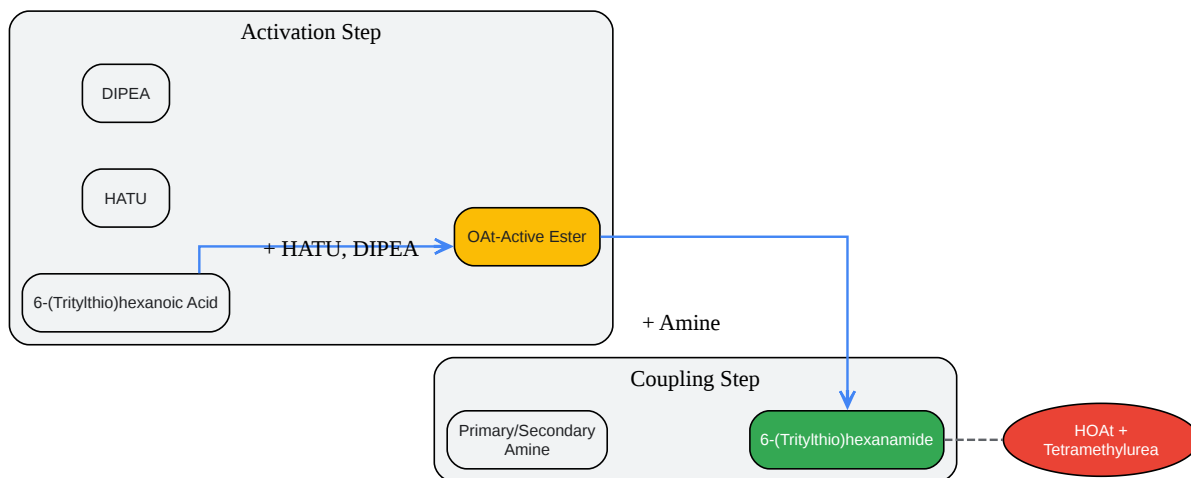 Activation Step
DIPEA
HATU
OAt-Active Ester
+ HATU, DIPEA
6-(Tritylthio)hexanoic Acid
+ Amine
Coupling Step
Primary/Secondary
Amine
6-(Tritylthio)hexanamide
HOAt +
Tetramethylurea